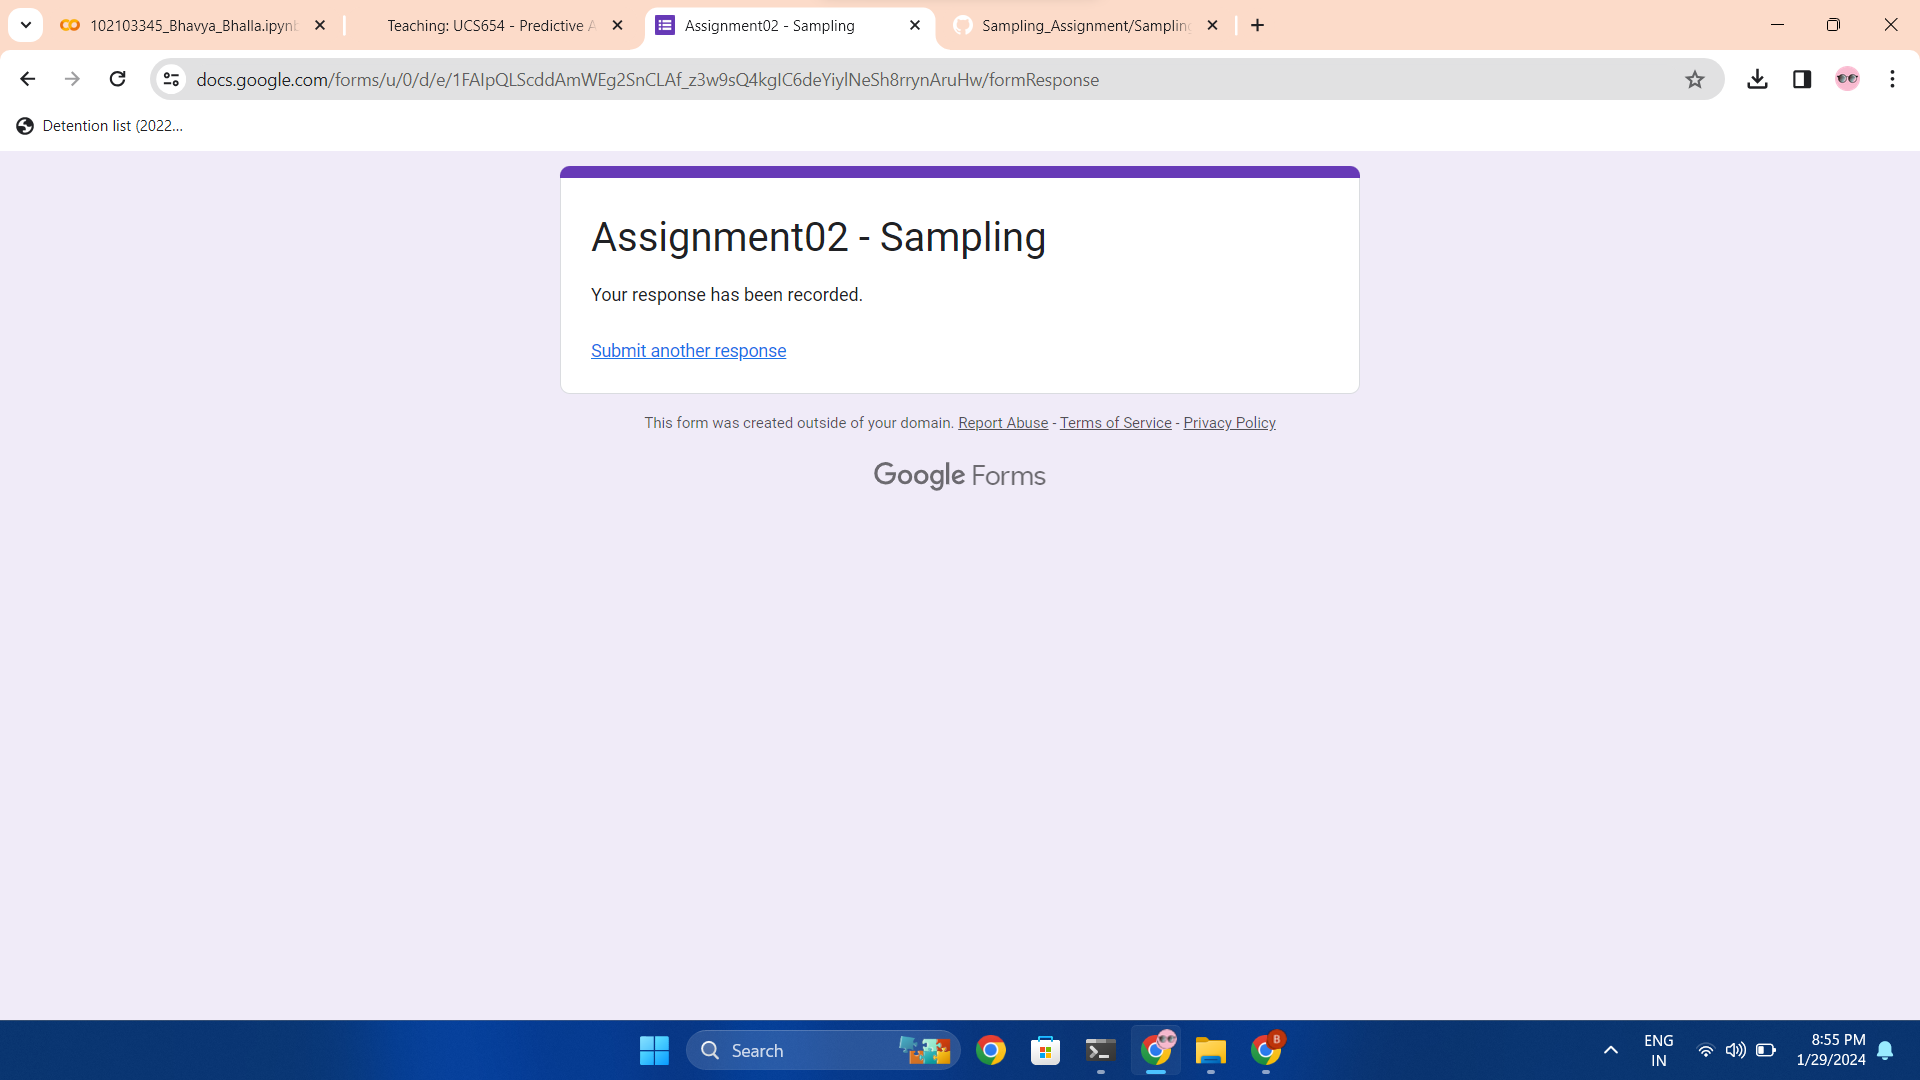 102103345_Bhavya_Bhalla.ipynb
Teaching: UCS654 - Predictive A
Assignment02 - Sampling
Sampling_Assignment/Sampling
docs.google.com/forms/u/0/d/e/1FAIpQLScddAmWEg2SnCLAf_z3w9sQ4kgIC6deYiylNeSh8rrynAruHw/formResponse
Detention list (2022...
Assignment02 - Sampling
Your response has been recorded.
Submit another response
This form was created outside of your domain. Report Abuse - Terms of Service - Privacy Policy
Google Forms
Search
B
ENG
IN
8:55 PM
1/29/2024